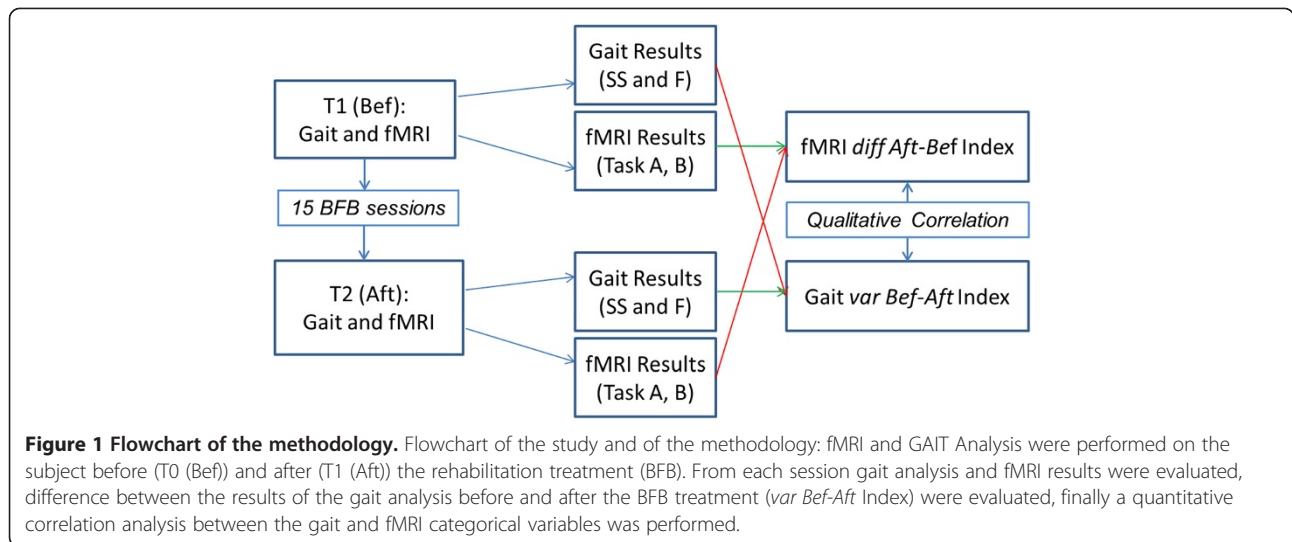 T1 (Bef):
Gait and fMRI
15 BFB sessions
T2 (Aft):
Gait and fMRI
Gait Results
(SS and F)
fMRI Results
(Task A, B)
Gait Results
(SS and F)
fMRI Results
(Task A, B)
fMRI diff Aft-Bef Index
Qualitative Correlation
Gait var Bef-Aft Index
Figure 1 Flowchart of the methodology. Flowchart of the study and of the methodology: fMRI and GAIT Analysis were performed on the
subject before (T0 (Bef)) and after (T1 (Aft)) the rehabilitation treatment (BFB). From each session gait analysis and fMRI results were evaluated,
difference between the results of the gait analysis before and after the BFB treatment (var Bef-Aft Index) were evaluated, finally a quantitative
correlation analysis between the gait and fMRI categorical variables was performed.